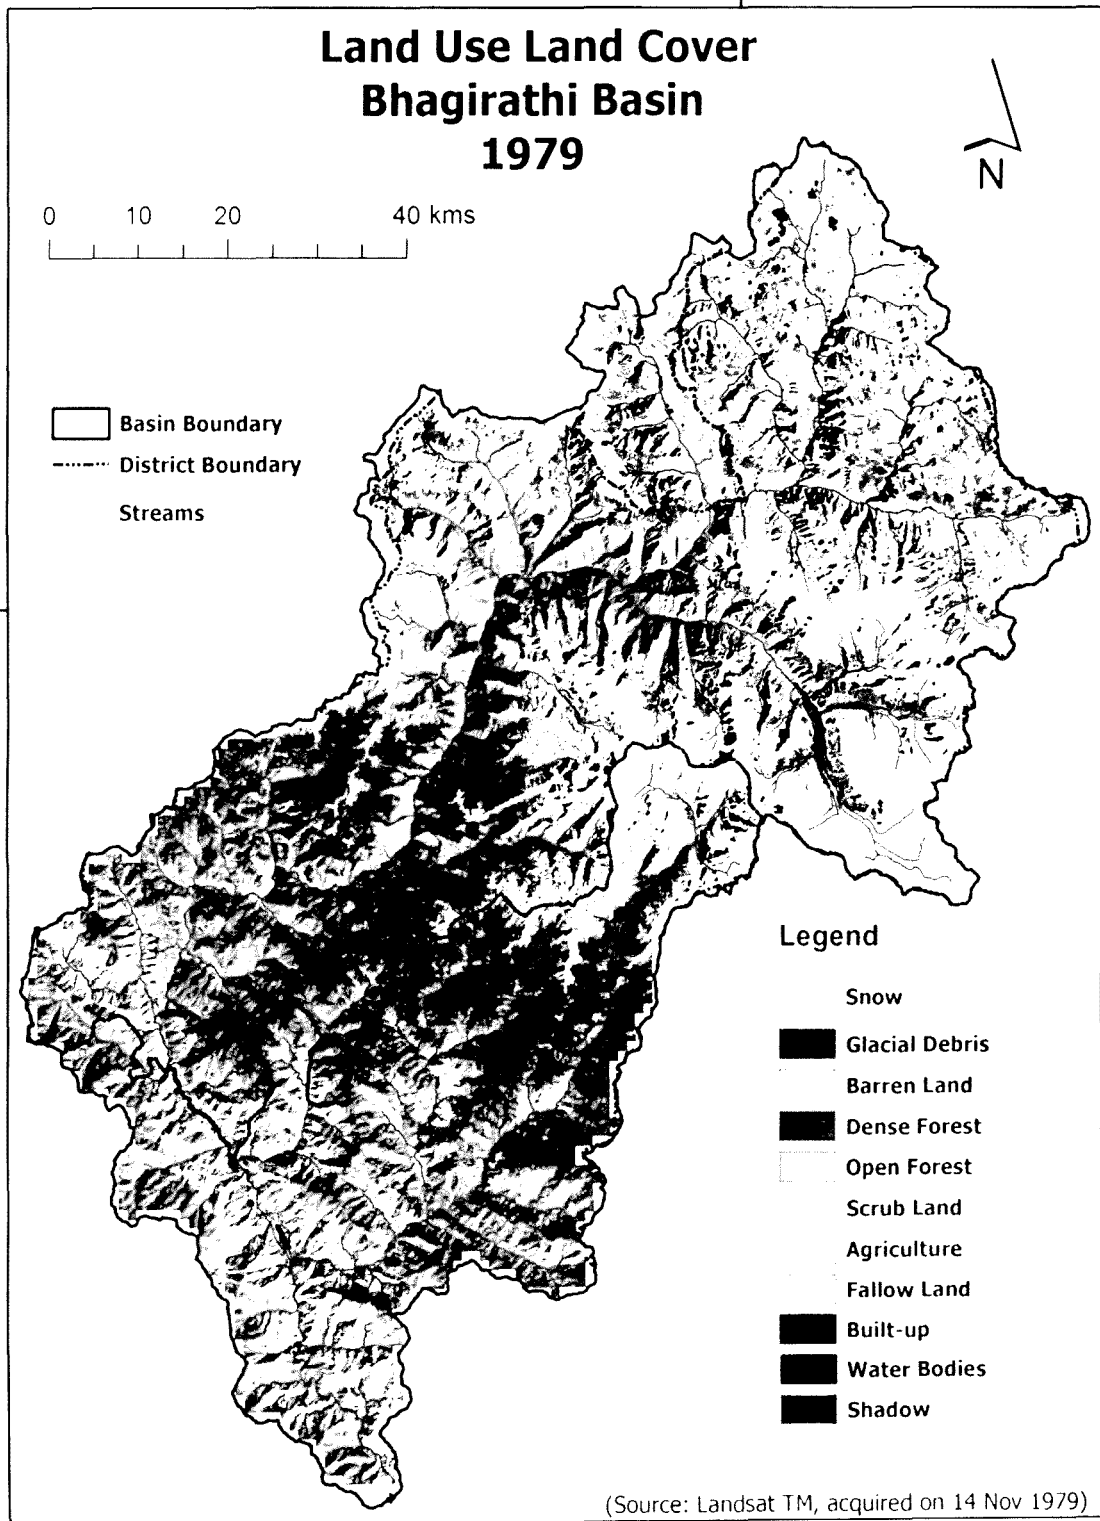 Land Use Land Cover
Bhagirathi Basin
1979
N
0 10 20 40 kms
Basin Boundary
District Boundary
Streams
Legend
Snow
Glacial Debris
Barren Land
Dense Forest
Open Forest
Scrub Land
Agriculture
Fallow Land
Built-up
Water Bodies
Shadow
(Source: Landsat TM, acquired on 14 Nov 1979)